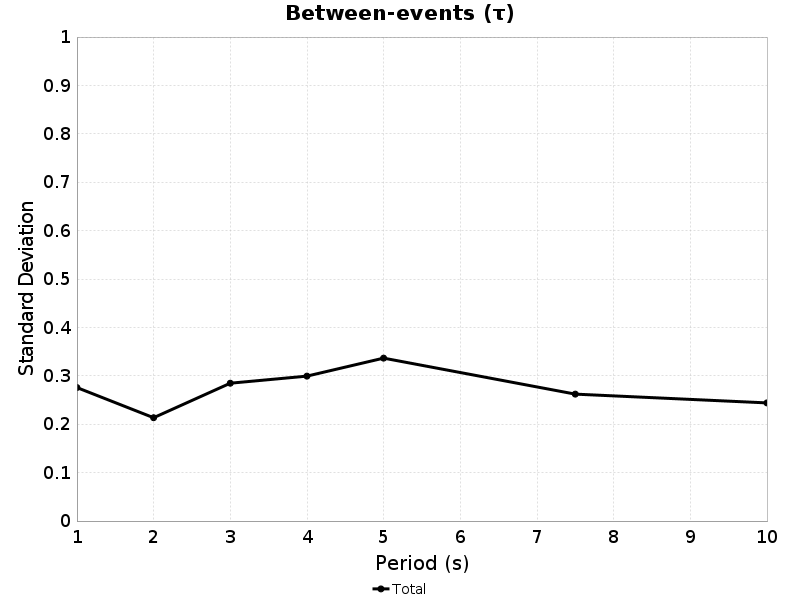 Between-events (τ)
1
0.9
0.8
0.7
0.6
0.5
0.4
0.3
0.2
0.1
0
Standard Deviation
1 2 3 4 5 6 7 8 9 10
Period (s)
Total